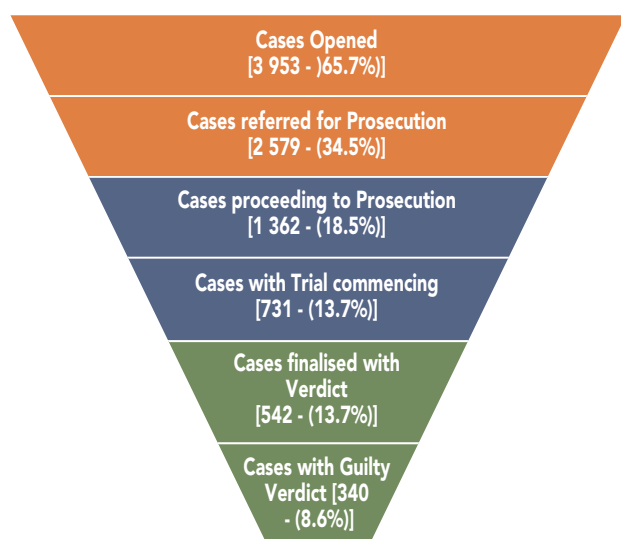 Cases Opened
[3 953 - )65.7%)]
Cases referred for Prosecution
[2 579 - (34.5%)]
Cases proceeding to Prosecution
[1 362 - (18.5%)]
Cases with Trial commencing
[731 - (13.7%)]
Cases finalised with
Verdict
[542 - (13.7%)]
Cases with Guilty
Verdict [340
- (8.6%)]